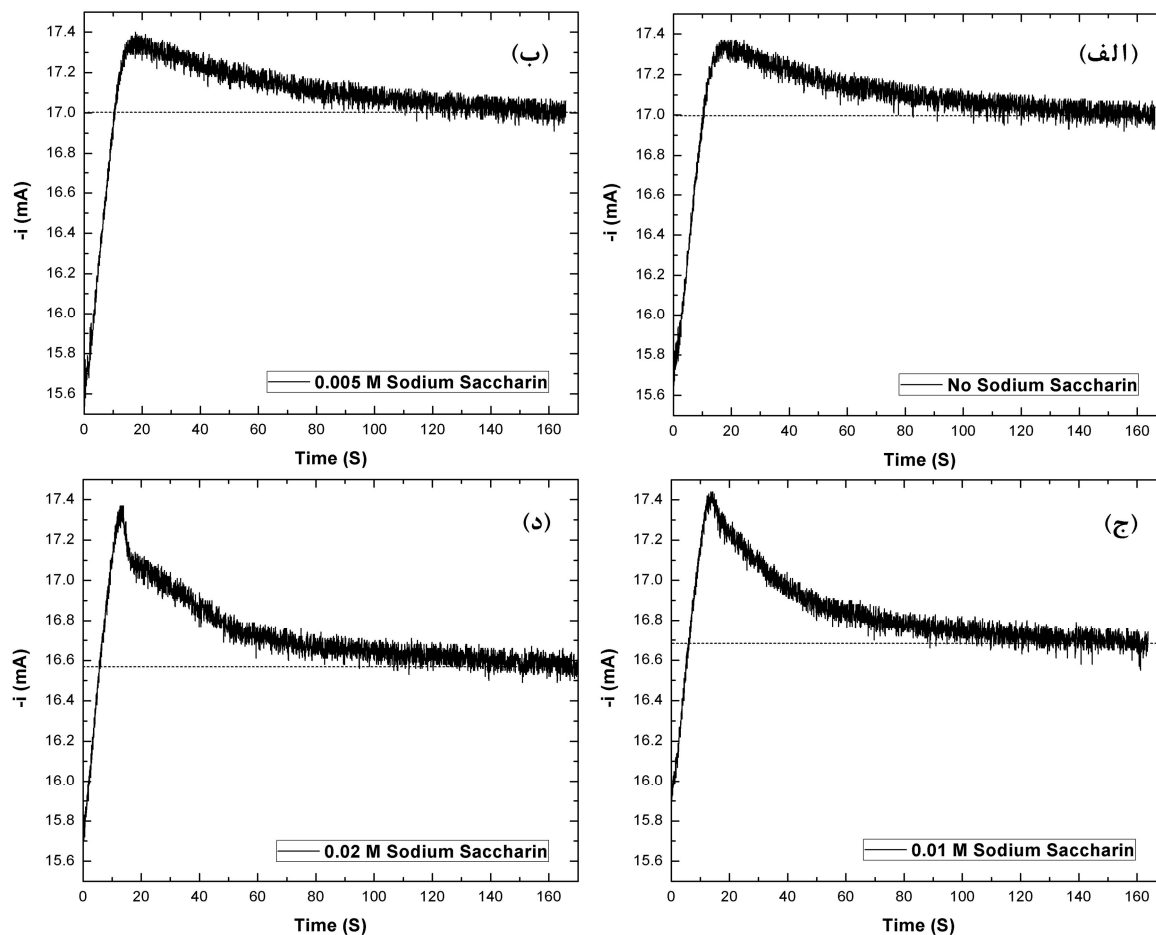 (ب)
17.4
17.2
17.0
16.8
16.6
16.4
16.2
16.0
15.8
15.6
-i (mA)
0.005 M Sodium Saccharin
0 20 40 60 80 100 120 140 160
Time (S)
(الف)
17.4
17.2
17.0
16.8
16.6
16.4
16.2
16.0
15.8
15.6
-i (mA)
No Sodium Saccharin
0 20 40 60 80 100 120 140 160
Time (S)
(د)
17.4
17.2
17.0
16.8
16.6
16.4
16.2
16.0
15.8
15.6
-i (mA)
0.02 M Sodium Saccharin
0 20 40 60 80 100 120 140 160
Time (S)
(ج)
17.4
17.2
17.0
16.8
16.6
16.4
16.2
16.0
15.8
15.6
-i (mA)
0.01 M Sodium Saccharin
0 20 40 60 80 100 120 140 160
Time (S)